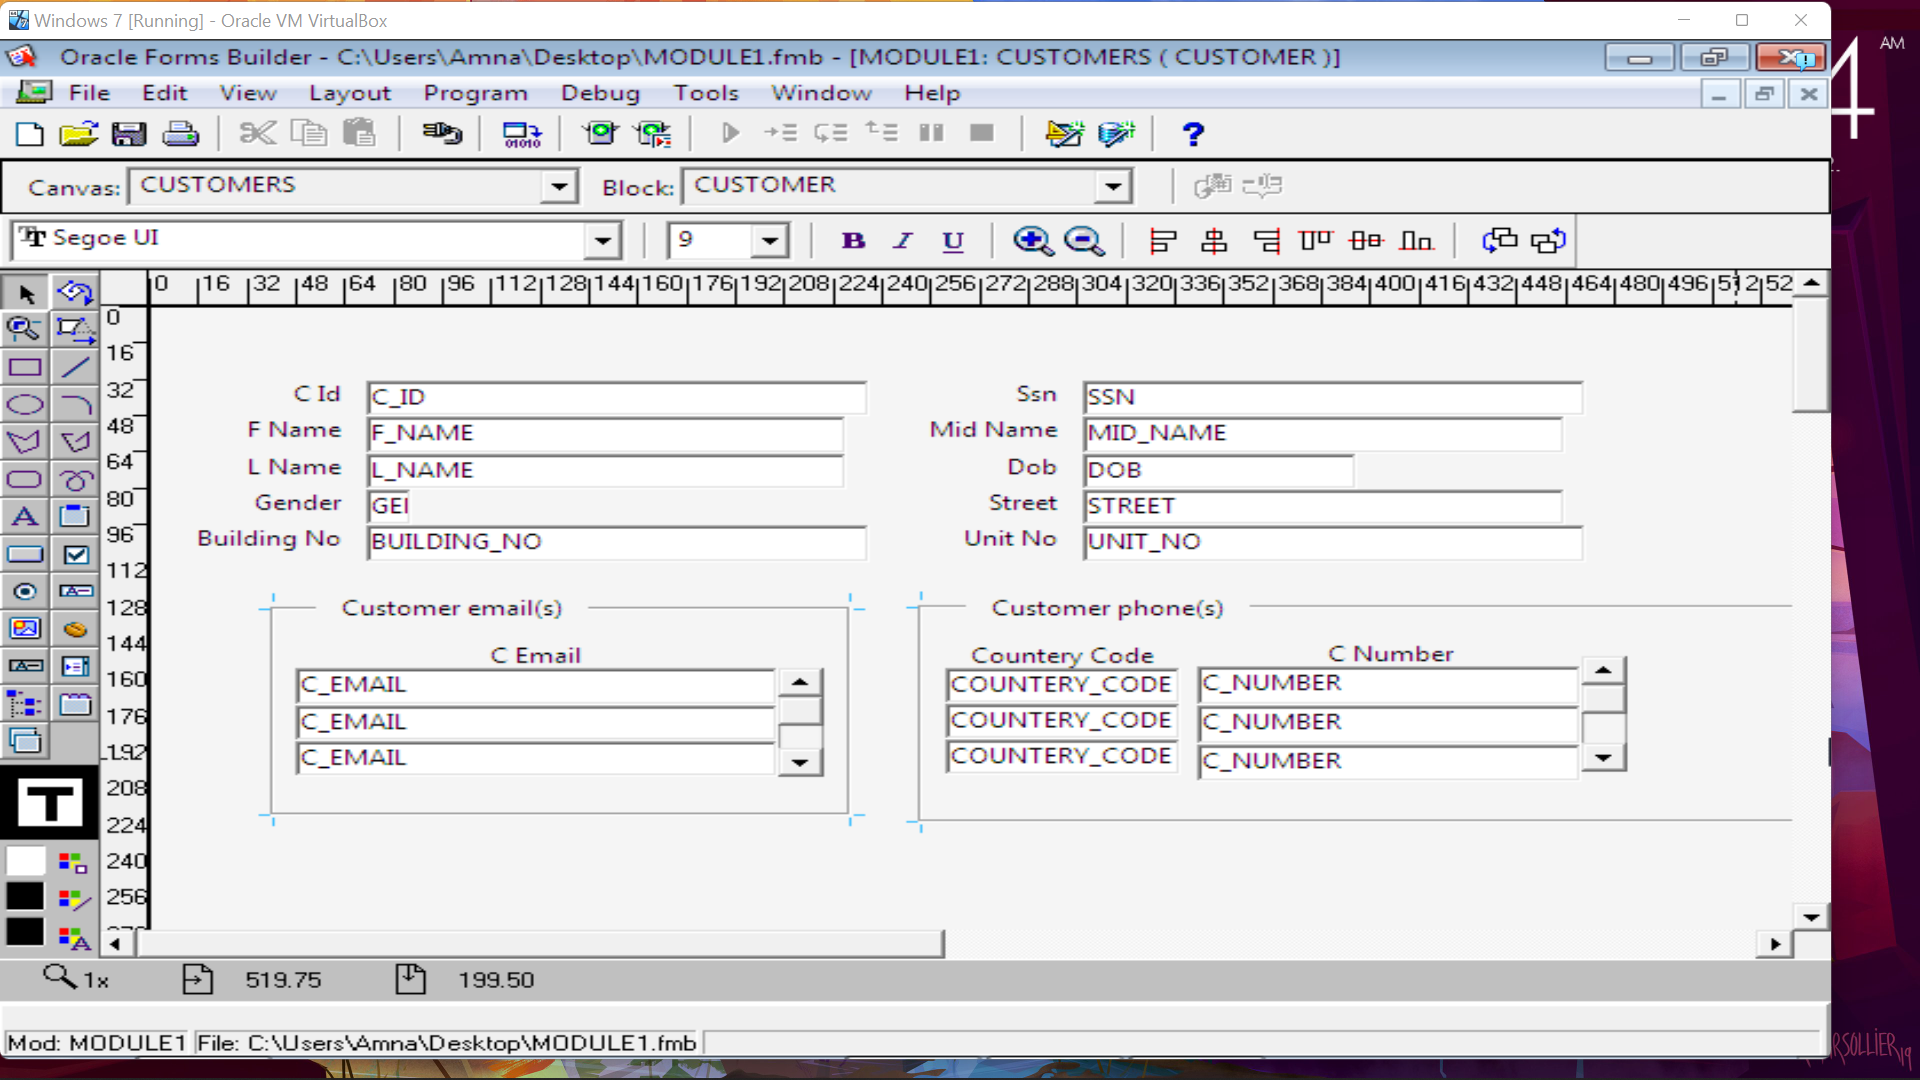 Windows 7 [Running] - Oracle VM VirtualBox
AM
4
Oracle Forms Builder - C:\Users\Amna\Desktop\MODULE1.fmb - [MODULE1: CUSTOMERS ( CUSTOMER )]
File Edit View Layout Program Debug Tools Window Help
Canvas: CUSTOMERS Block: CUSTOMER
Segoe UI 9 B I U
0 16 32 48 64 80 96 112 128 144 160 176 192 208 224 240 256 272 288 304 320 336 352 368 384 400 416 432 448 464 480 496 512 52
0
16
32
48
64
80
96
112
128
144
160
176
192
208
224
240
256
C Id C_ID Ssn SSN
F Name F_NAME Mid Name MID_NAME
L Name L_NAME Dob DOB
Gender GEI Street STREET
Building No BUILDING_NO Unit No UNIT_NO
Customer email(s) Customer phone(s)
C Email Countery Code C Number
C_EMAIL COUNTERY_CODE C_NUMBER
C_EMAIL COUNTERY_CODE C_NUMBER
C_EMAIL COUNTERY_CODE C_NUMBER
1x 519.75 199.50
Mod: MODULE1 File: C:\Users\Amna\Desktop\MODULE1.fmb